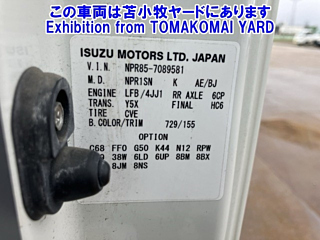 この車両は苫小牧ヤードにあります
Exhibition from TOMAKOMAI YARD
ISUZU MOTORS LTD. JAPAN
V.I.N. NPR85-7089581
M.D. NPR1SN K AE/BJ
ENGINE LFB/4JJ1 RR AXLE 6CP
TRANS. Y5X FINAL HC6
TIRE CVE
B.COLOR/TRIM 729/155
OPTION
C68 FF0 G50 K44 N12 RPW
38W 6LD 6UP 8BM 8BX
8JM 8NS